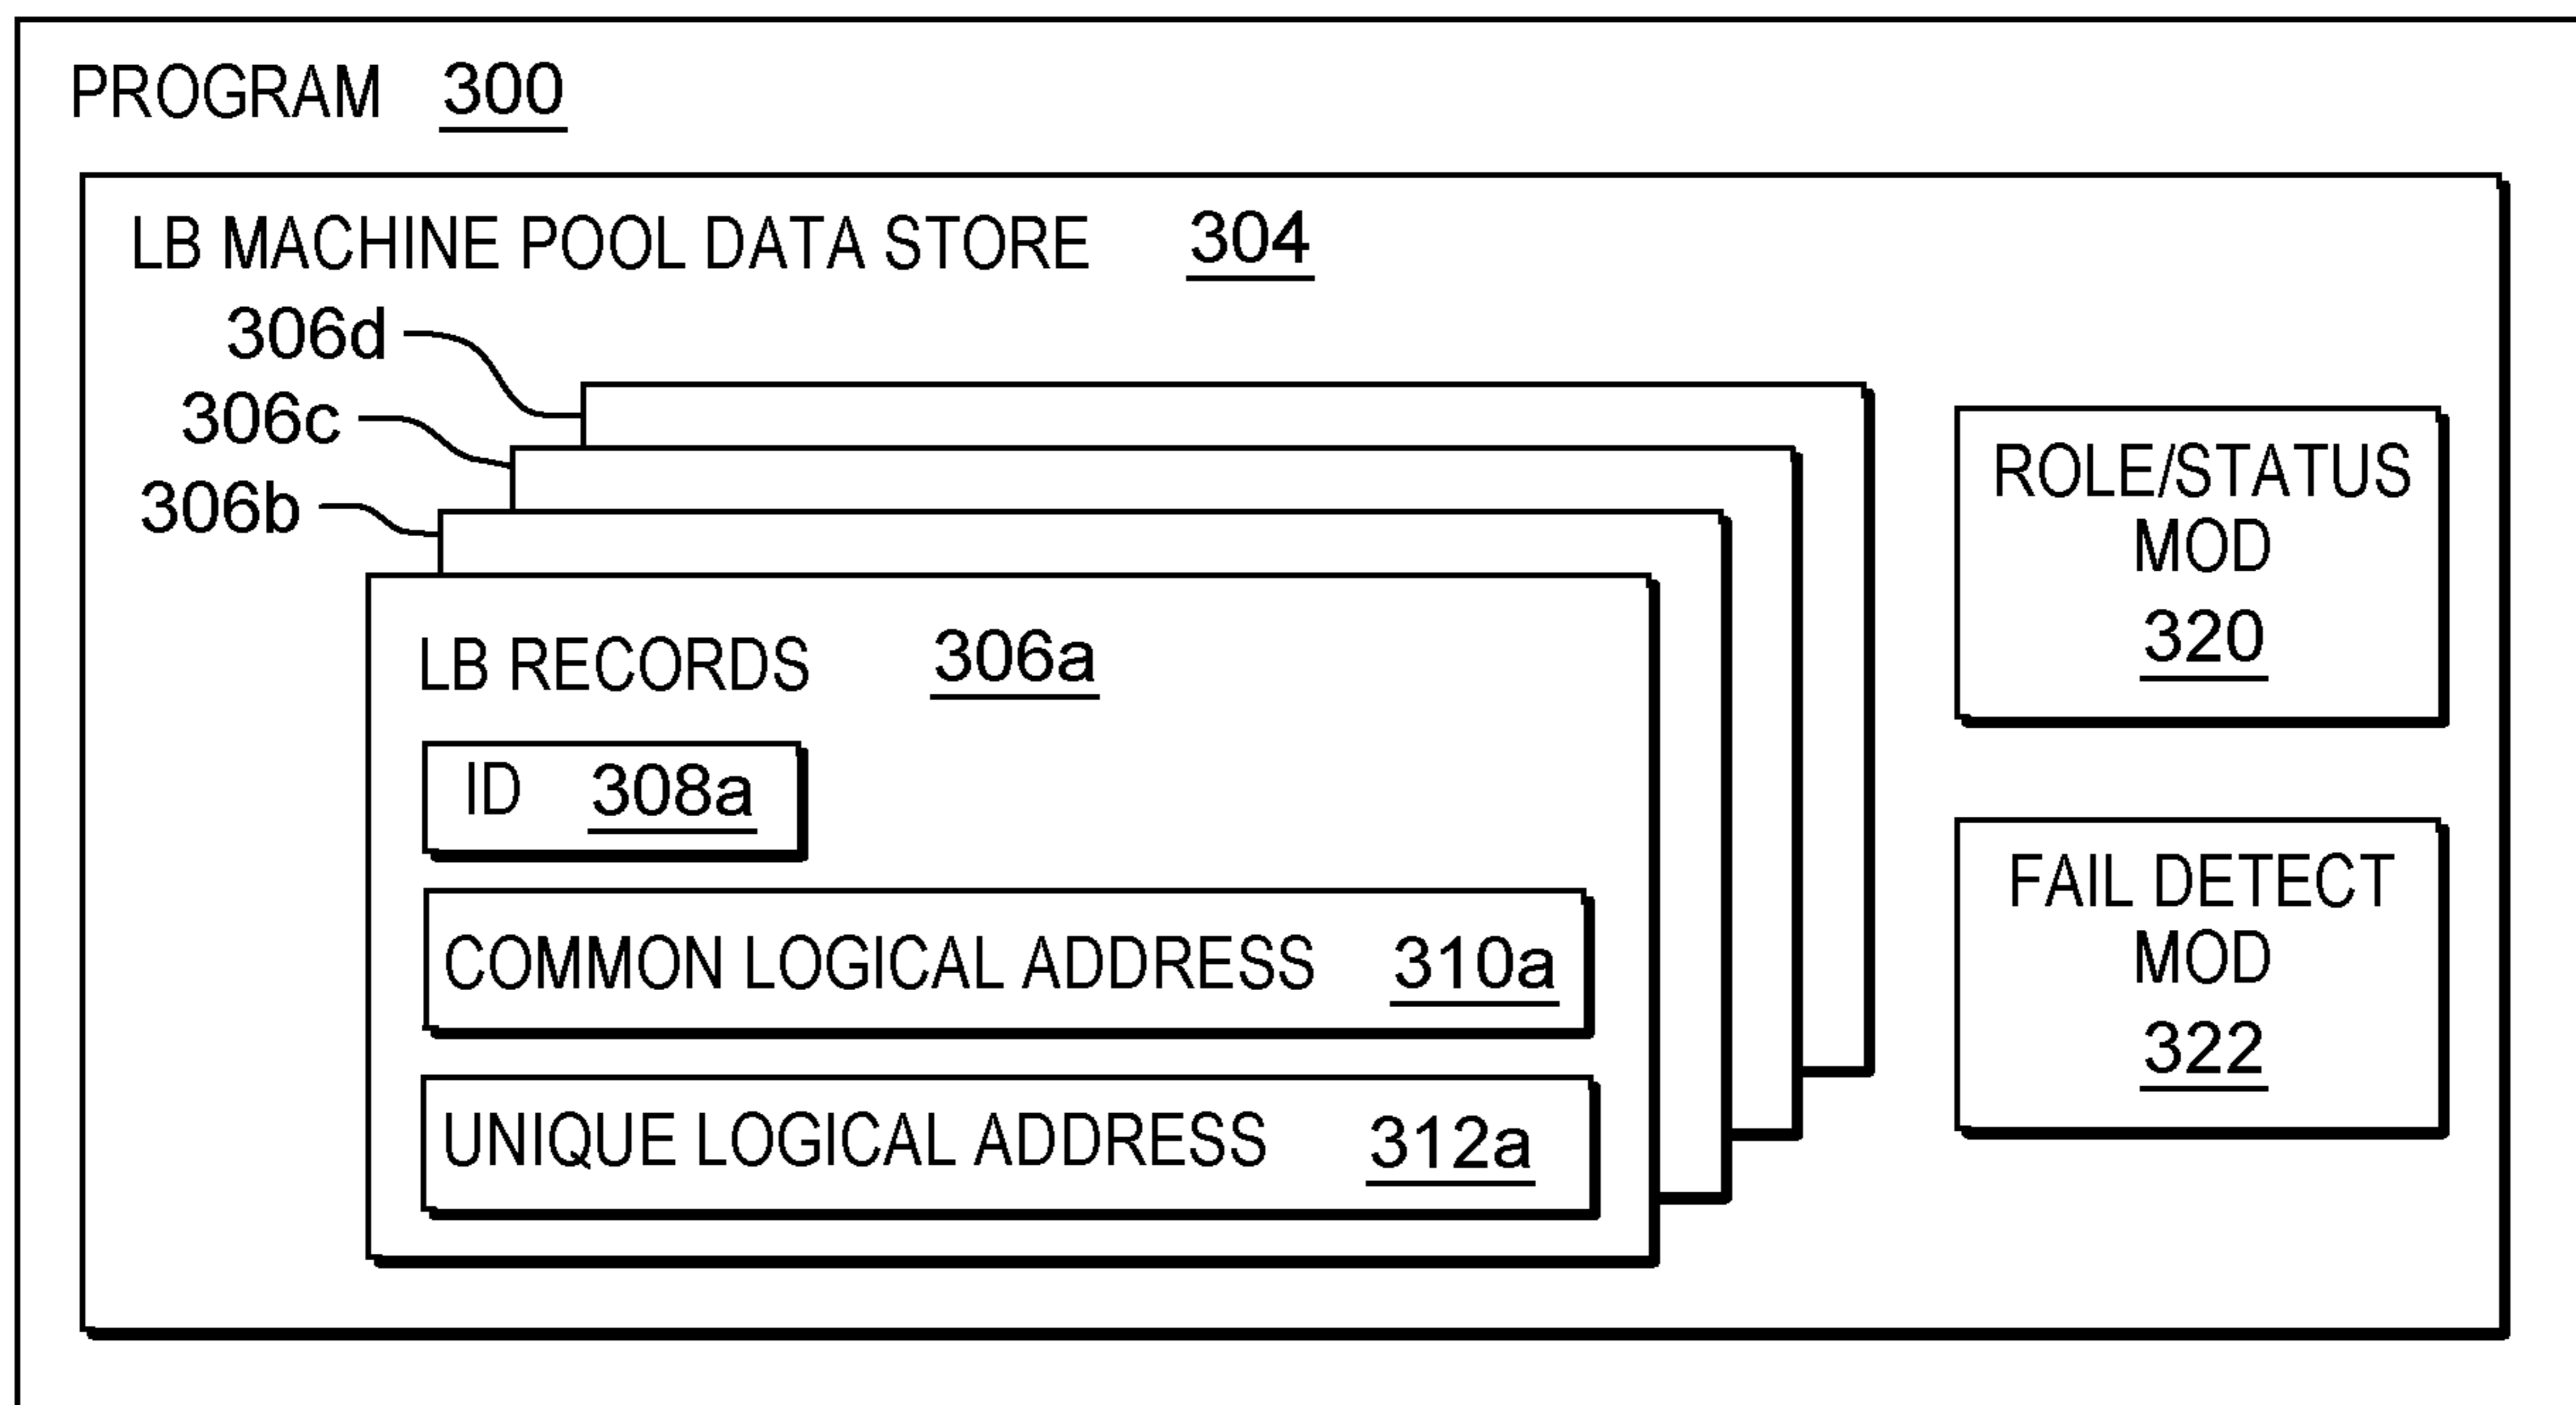 PROGRAM 300
LB MACHINE POOL DATA STORE 304
306d
306c
306b
LB RECORDS 306a
ID 308a
COMMON LOGICAL ADDRESS 310a
UNIQUE LOGICAL ADDRESS 312a
ROLE/STATUS
MOD
320
FAIL DETECT
MOD
322